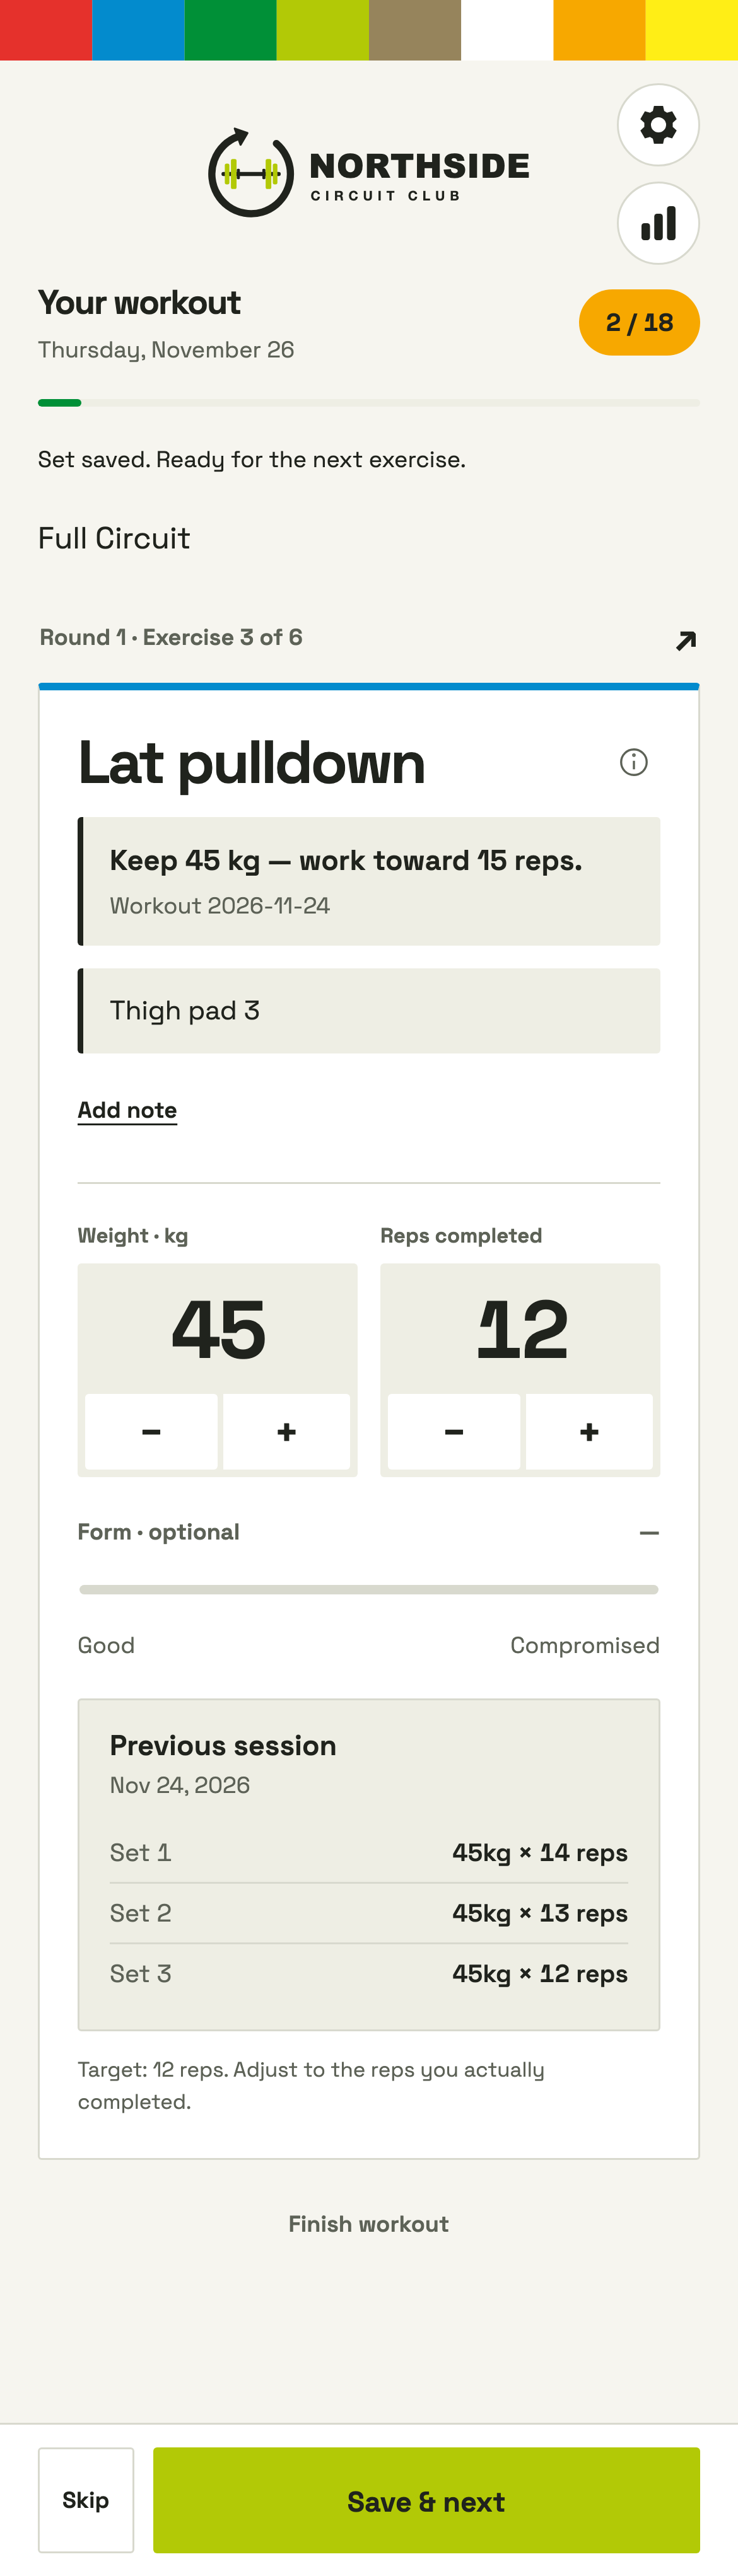 NORTHSIDE
CIRCUIT CLUB
Your workout
2 / 18
Thursday, November 26
Set saved. Ready for the next exercise.
Full Circuit
Round 1 · Exercise 3 of 6
Lat pulldown
Keep 45 kg — work toward 15 reps.
Workout 2026-11-24
Thigh pad 3
Add note
Weight · kg
Reps completed
45
12
− +
− +
Form · optional —
Good Compromised
Previous session
Nov 24, 2026
Set 1 45kg × 14 reps
Set 2 45kg × 13 reps
Set 3 45kg × 12 reps
Target: 12 reps. Adjust to the reps you actually
completed.
Finish workout
Skip
Save & next